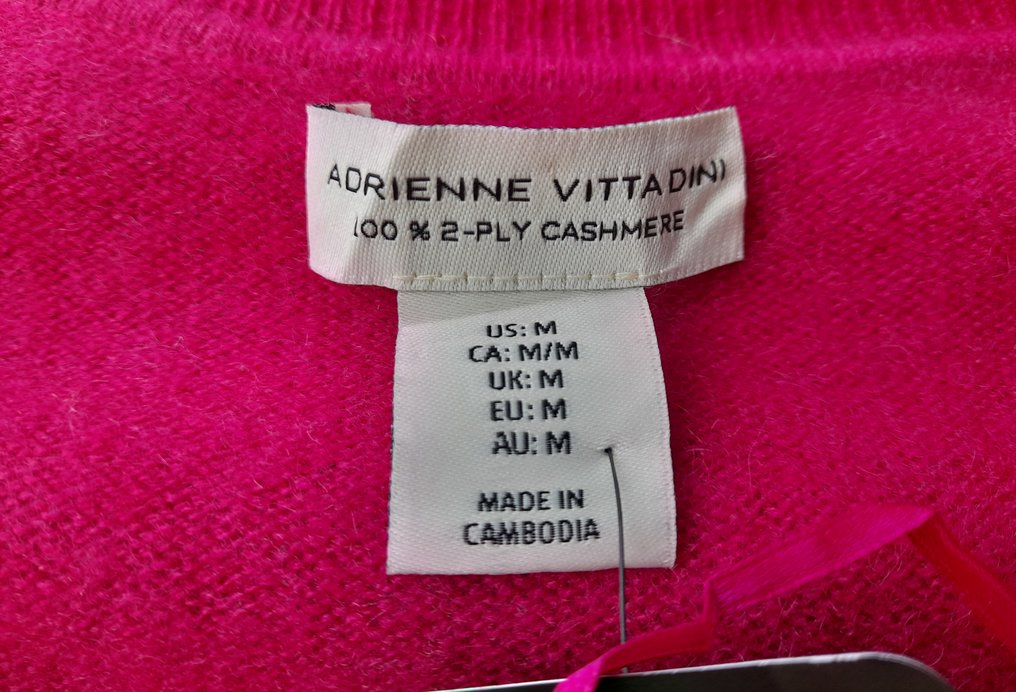 ADRIENNE VITTADINI
100 % 2-PLY CASHMERE
US: M
CA: M/M
UK: M
EU: M
AU: M
MADE IN
CAMBODIA